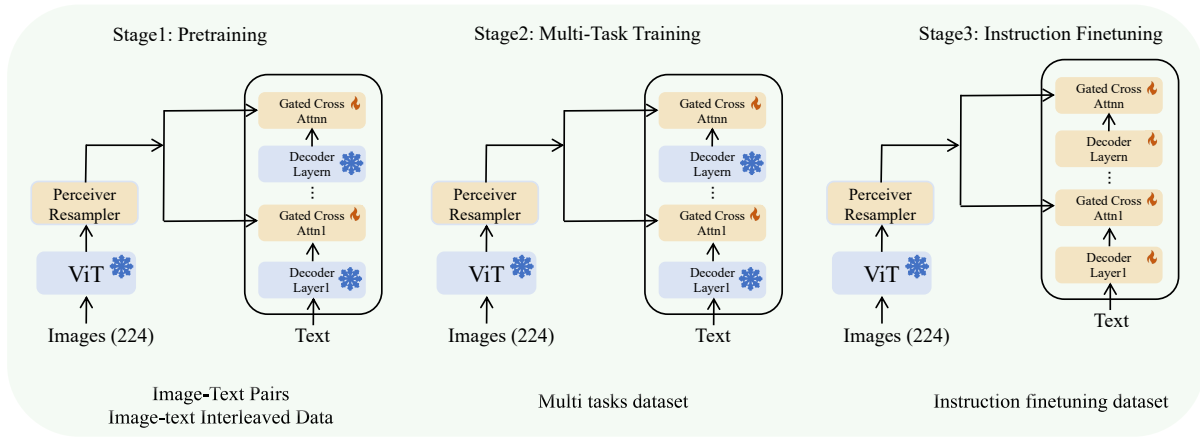 Stage1: Pretraining
Gated Cross
Attnn
Decoder
Layern
Perceiver
Resampler
Gated Cross
Attn1
ViT
Decoder
Layer1
Images (224)
Text
Image-Text Pairs
Image-text Interleaved Data
Stage2: Multi-Task Training
Gated Cross
Attnn
Decoder
Layern
Perceiver
Resampler
Gated Cross
Attn1
ViT
Decoder
Layer1
Images (224)
Text
Multi tasks dataset
Stage3: Instruction Finetuning
Gated Cross
Attnn
Decoder
Layern
Perceiver
Resampler
Gated Cross
Attn1
ViT
Decoder
Layer1
Images (224)
Text
Instruction finetuning dataset